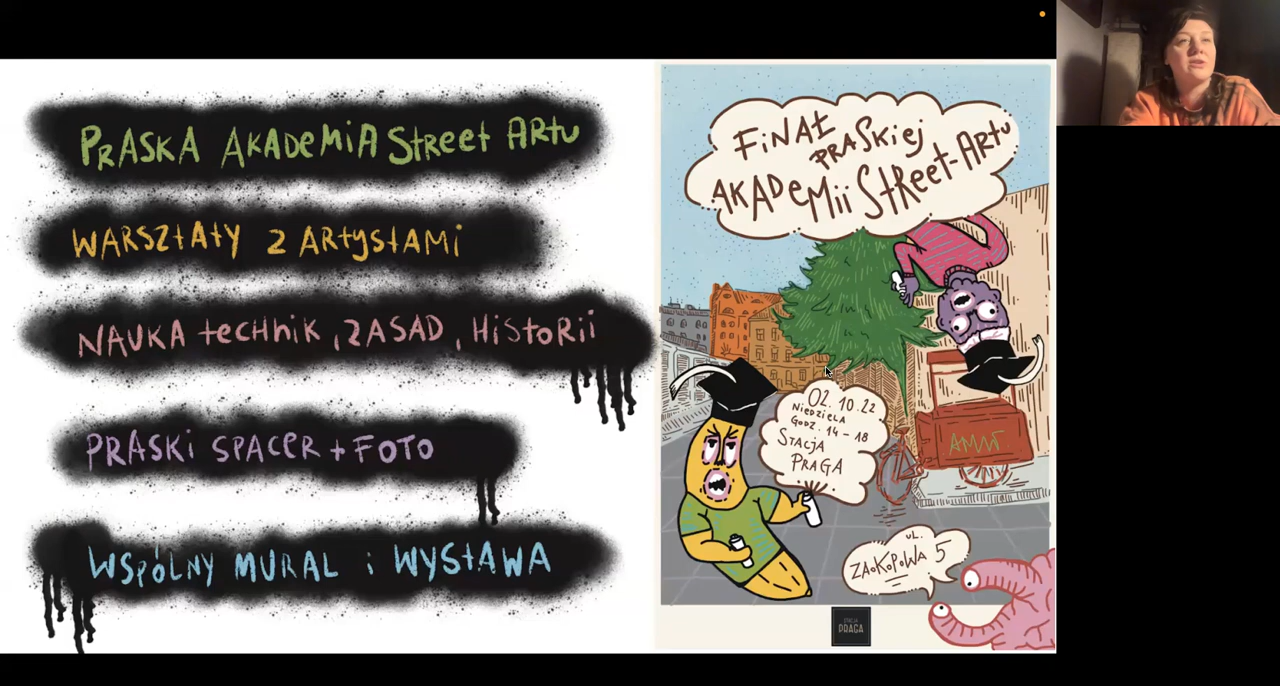 PRASKA AKADEMIA StReet ARtu
WARSZtAtY Z ARtYStAMi
NAUKA techniK, ZASAD, HiStORii
PRASKi SPACER + FOTO
WSPÓLNY MURAL i WYStAWA
FiNAŁ
PRASKiej
AKADEMii StReet-ARtu
02.10.22
Niedziela
GODZ. 14-18
StACJA
PRAGA
ul.
ZAOKOPOWA 5
STACJA
PRAGA